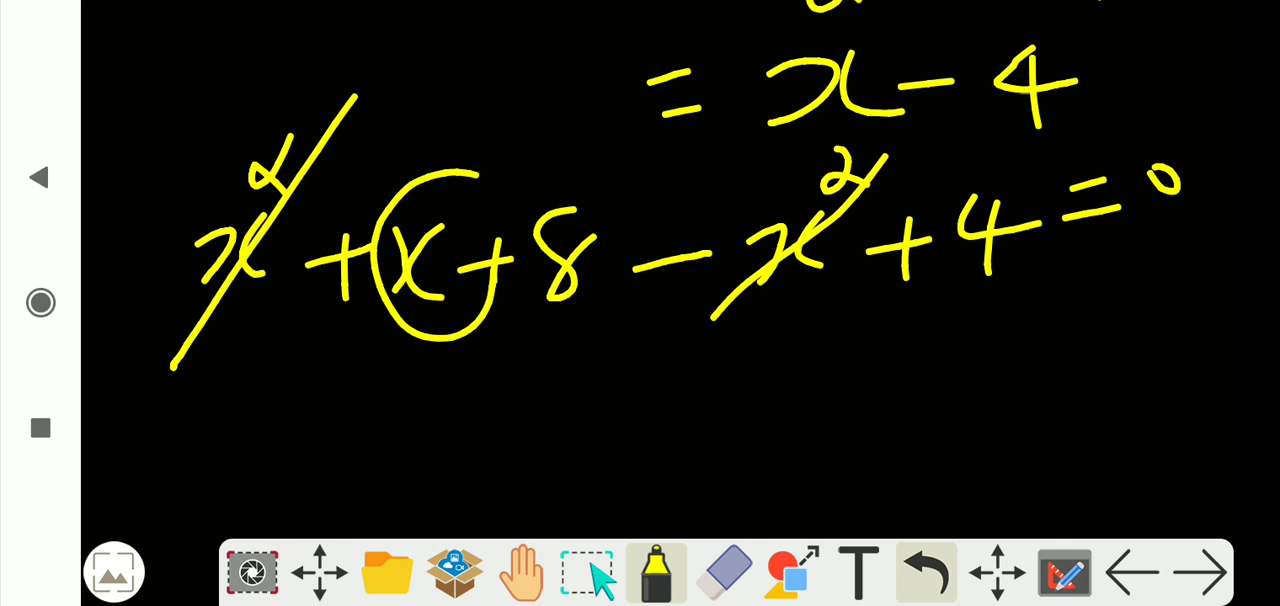 = x - 4
x² + x + 8 - x² + 4 = 0
T